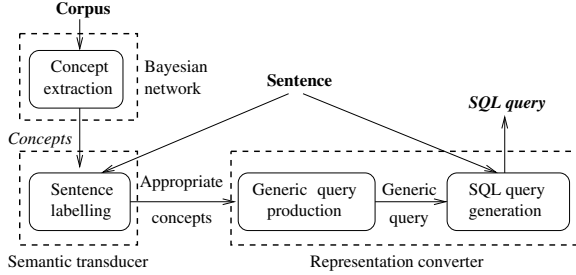 Corpus
Concept
extraction
Bayesian
network
Sentence
SQL query
Concepts
Sentence
labelling
Appropriate
concepts
Generic query
production
Generic
query
SQL query
generation
Semantic transducer
Representation converter